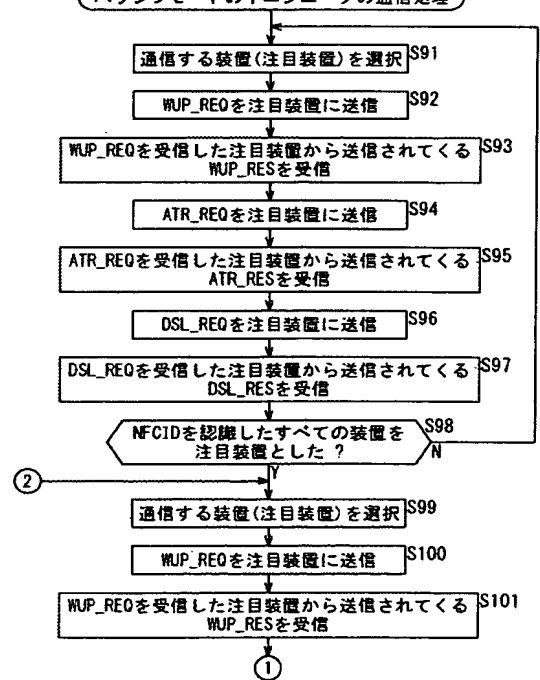 パッシブモードのイニシエータの通信処理
通信する装置(注目装置)を選択 S91
WUP_REQを注目装置に送信 S92
WUP_REQを受信した注目装置から送信されてくる S93
WUP_RESを受信
ATR_REQを注目装置に送信 S94
ATR_REQを受信した注目装置から送信されてくる S95
ATR_RESを受信
DSL_REQを注目装置に送信 S96
DSL_REQを受信した注目装置から送信されてくる S97
DSL_RESを受信
NFCIDを認識したすべての装置を S98
注目装置とした ? N
Y
2
通信する装置(注目装置)を選択 S99
WUP_REQを注目装置に送信 S100
WUP_REQを受信した注目装置から送信されてくる S101
WUP_RESを受信
1